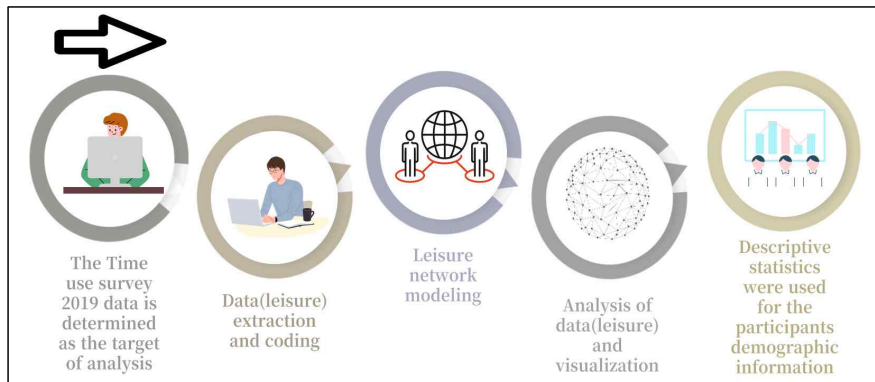 The Time
use survey
2019 data is
determined
as the target
of analysis
Data(leisure)
extraction
and coding
Leisure
network
modeling
Analysis of
data(leisure)
and
visualization
Descriptive
statistics
were used
for the
participants
demographic
information